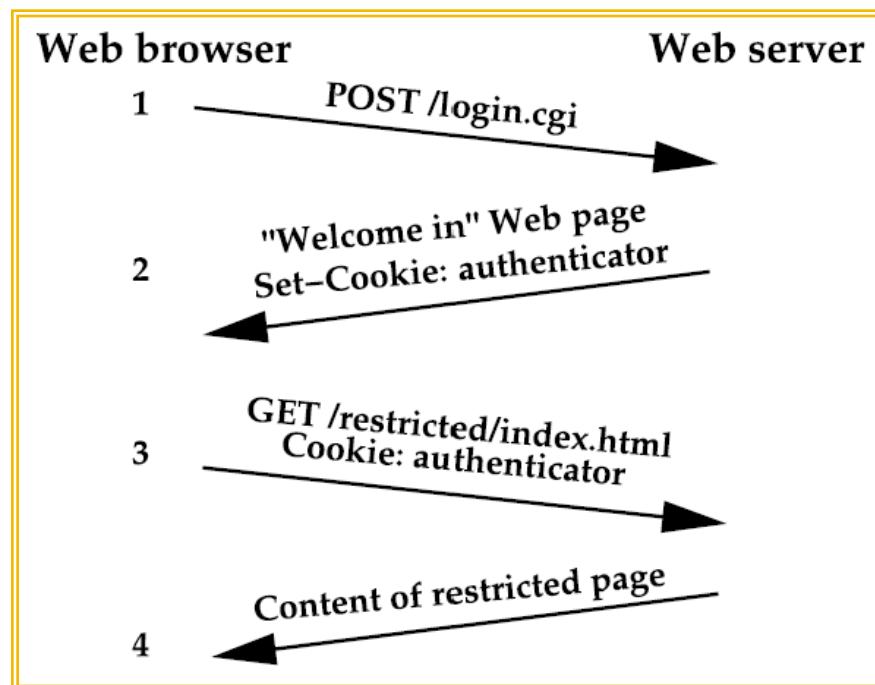 Web browser Web server
1 POST /login.cgi
"Welcome in" Web page
2 Set-Cookie: authenticator
GET /restricted/index.html
3 Cookie: authenticator
Content of restricted page
4